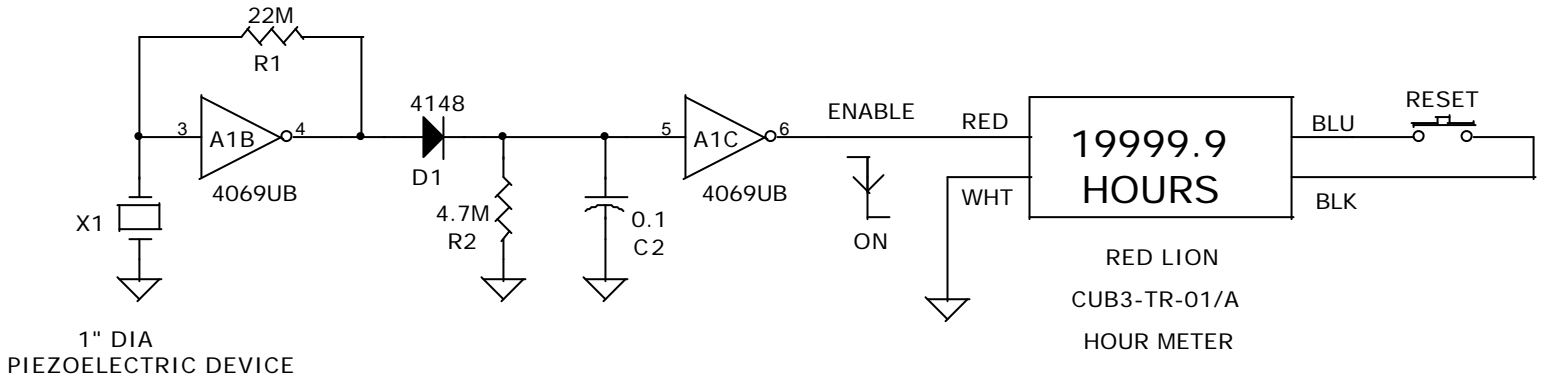 22M
R1
3
A1B
4
4069UB
X1
1" DIA
PIEZOELECTRIC DEVICE
4148
D1
4.7M
R2
0.1
C2
5
A1C
6
4069UB
ENABLE
ON
RED
WHT
19999.9
HOURS
BLU
BLK
RESET
RED LION
CUB3-TR-01/A
HOUR METER